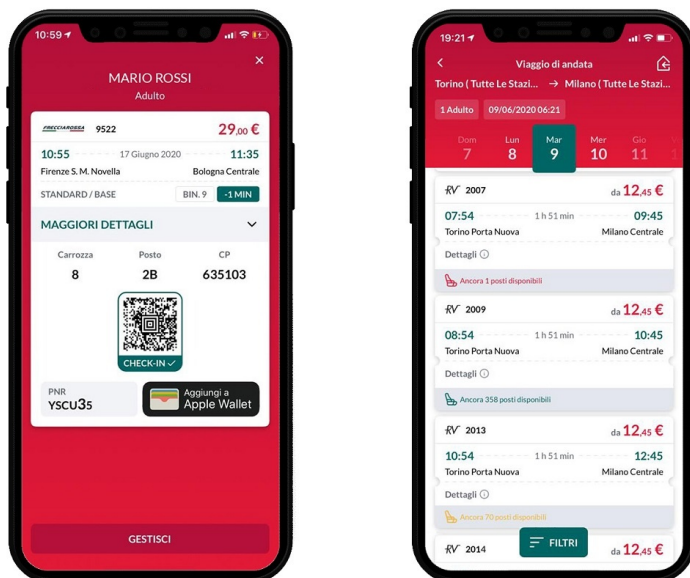 10:59
MARIO ROSSI
Adulto
FRECCIAROSSA 9522 29,00 €
10:55 17 Giugno 2020 11:35
Firenze S. M. Novella Bologna Centrale
STANDARD / BASE BIN. 9 -1 MIN
MAGGIORI DETTAGLI
Carrozza Posto CP
8 2B 635103
CHECK-IN
PNR
YSCU35
Aggiungi a
Apple Wallet
GESTISCI
19:21
Viaggio di andata
Torino ( Tutte Le Stazi... → Milano ( Tutte Le Stazi...
1 Adulto 09/06/2020 06:21
Dom Lun Mar Mer Gio
7 8 9 10 11
RV 2007 da 12,45 €
07:54 1 h 51 min 09:45
Torino Porta Nuova Milano Centrale
Dettagli
Ancora 1 posti disponibili
RV 2009 da 12,45 €
08:54 1 h 51 min 10:45
Torino Porta Nuova Milano Centrale
Dettagli
Ancora 358 posti disponibili
RV 2013 da 12,45 €
10:54 1 h 51 min 12:45
Torino Porta Nuova Milano Centrale
Dettagli
Ancora 70 posti disponibili
FILTRI
RV 2014 da 12,45 €